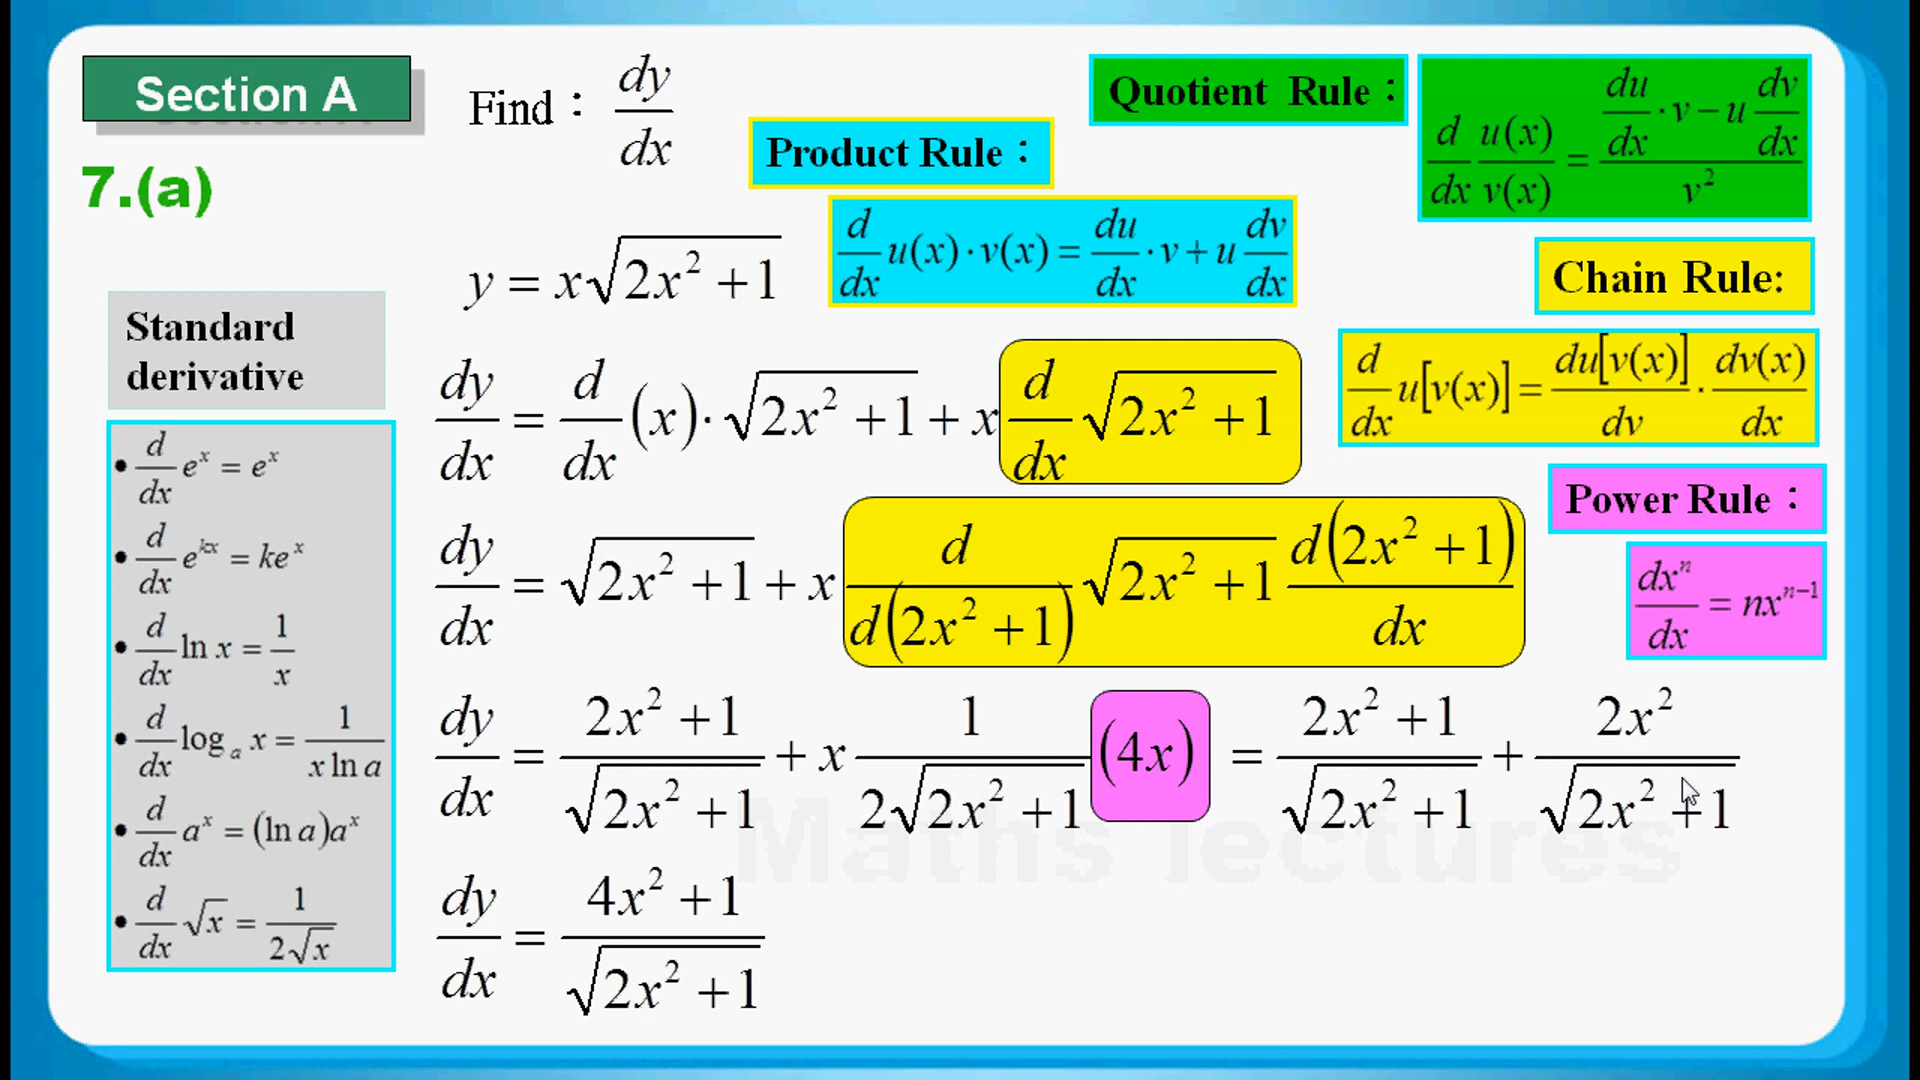 Section A
Find : dy/dx
7.(a)
Quotient Rule :
d/dx u(x)/v(x) = (du/dx · v − u dv/dx)/v²
Product Rule :
d/dx u(x) · v(x) = du/dx · v + u dv/dx
Chain Rule:
d/dx u[v(x)] = du[v(x)]/dv · dv(x)/dx
Power Rule :
dxⁿ/dx = nxⁿ⁻¹
Standard
derivative
• d/dx eˣ = eˣ
• d/dx eᵏˣ = keˣ
• d/dx ln x = 1/x
• d/dx logₐ x = 1/(x ln a)
• d/dx aˣ = (ln a)aˣ
• d/dx √x = 1/(2√x)
y = x√(2x² + 1)
dy/dx = d/dx (x) · √(2x² + 1) + x d/dx √(2x² + 1)
dy/dx = √(2x² + 1) + x d/d(2x² + 1) √(2x² + 1) d(2x² + 1)/dx
dy/dx = (2x² + 1)/√(2x² + 1) + x 1/(2√(2x² + 1)) (4x) = (2x² + 1)/√(2x² + 1) + 2x²/√(2x² + 1)
dy/dx = (4x² + 1)/√(2x² + 1)
Maths lectures